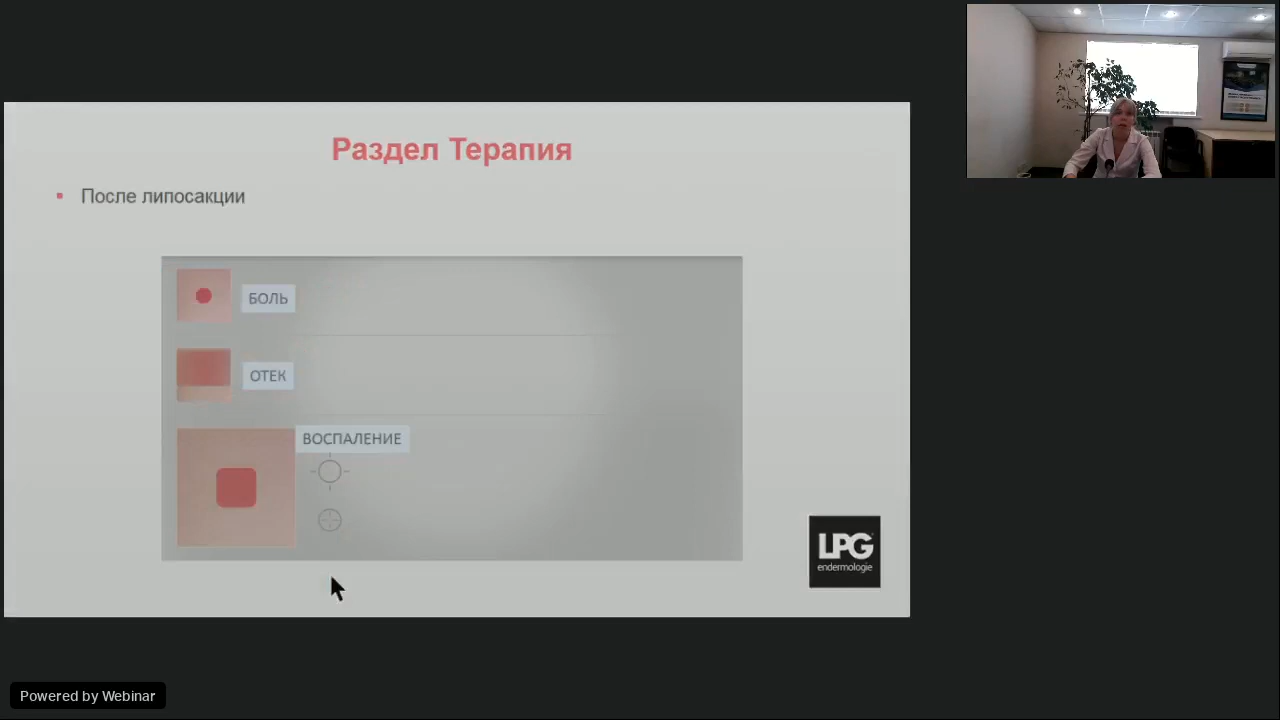 Раздел Терапия
После липосакции
БОЛЬ
ОТЕК
ВОСПАЛЕНИЕ
LPG
endermologie
Powered by Webinar